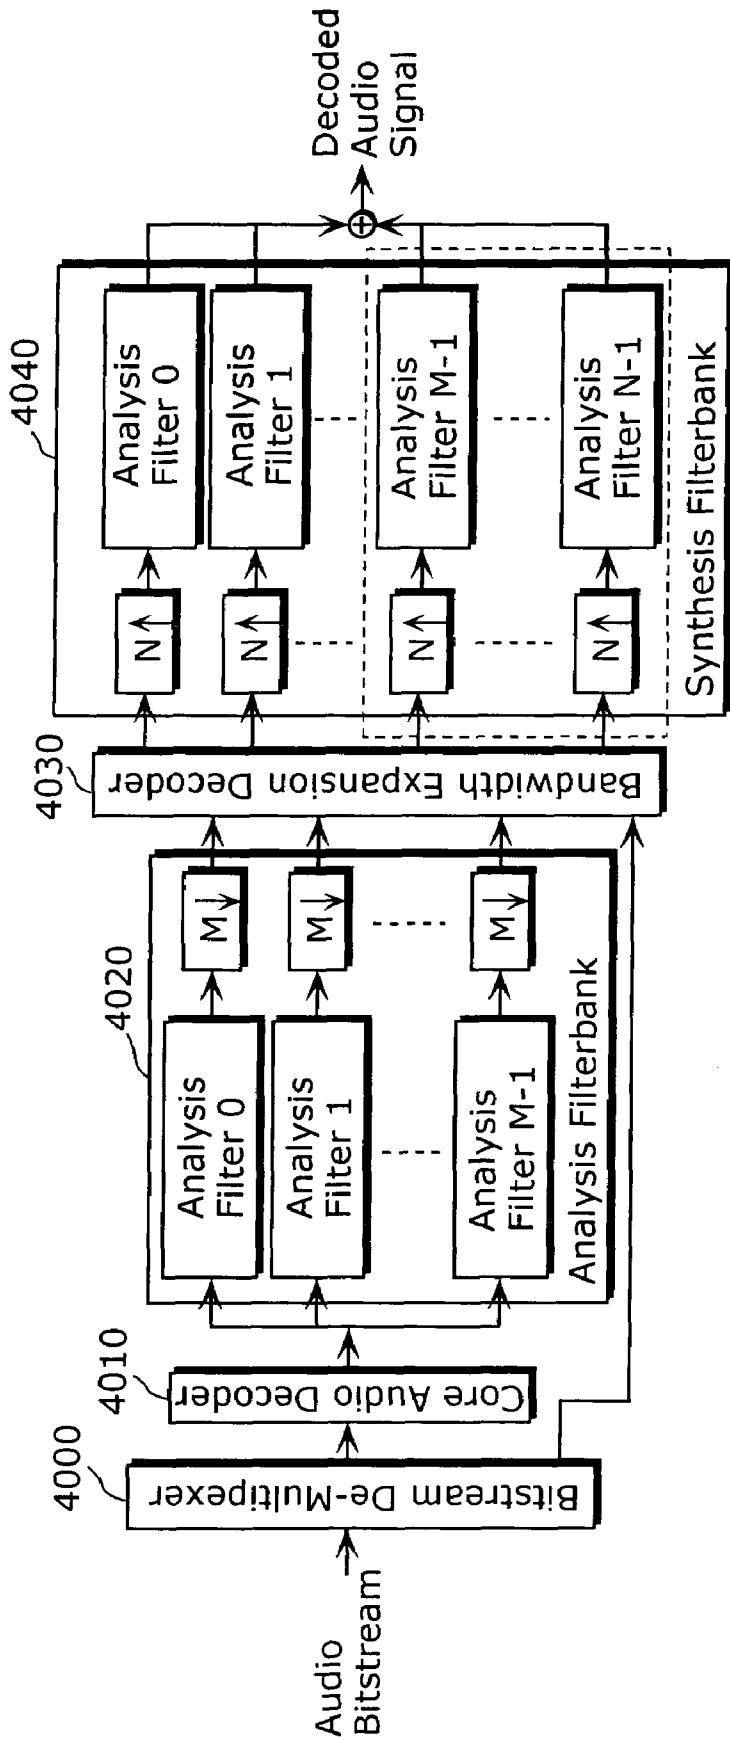 Audio
Bitstream
4000
Bitstream De-Multipexer
4010
Core Audio Decoder
4020
Analysis
Filter 0
M
Analysis
Filter 1
M
Analysis
Filter M-1
M
Analysis Filterbank
4030
Bandwidth Expansion Decoder
4040
N
Analysis
Filter 0
N
Analysis
Filter 1
N
Analysis
Filter M-1
N
Analysis
Filter N-1
Synthesis Filterbank
Decoded
Audio
Signal